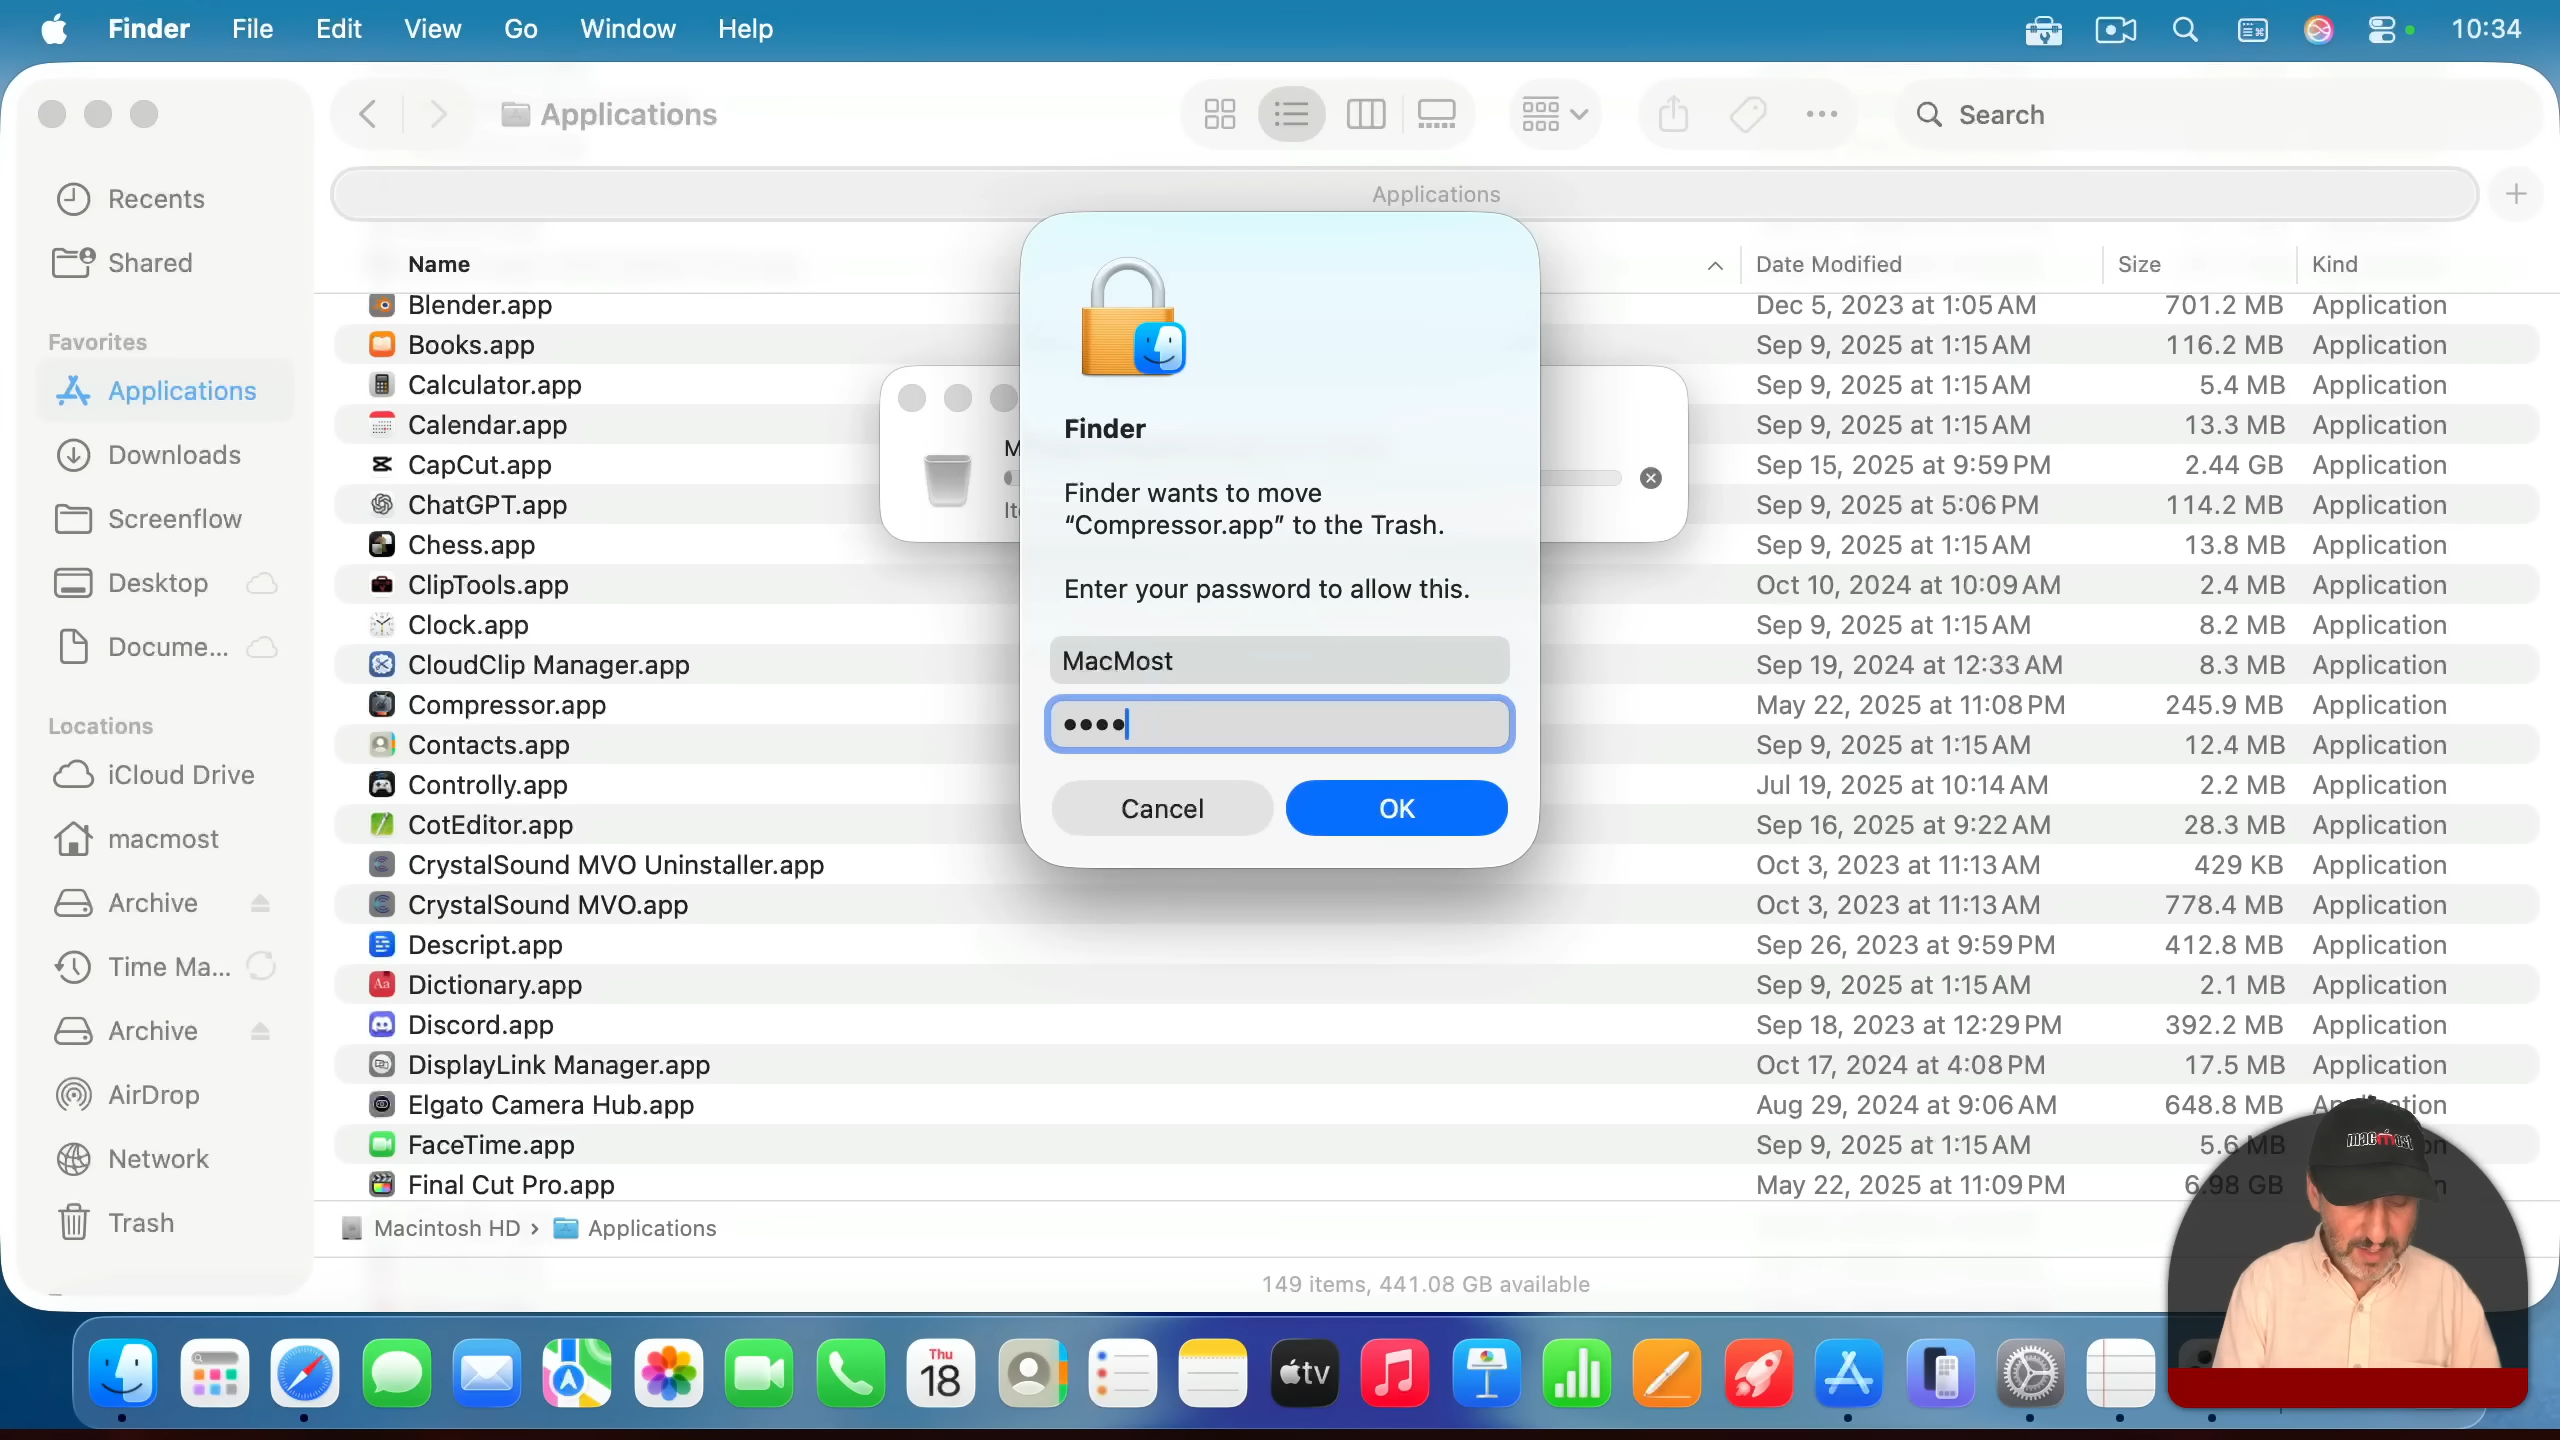 Finder File Edit View Go Window Help 10:34
Applications
Search
Recents
Shared
Favorites
Applications
Downloads
Screenflow
Desktop
Docume...
Locations
iCloud Drive
macmost
Archive
Time Ma...
Archive
AirDrop
Network
Trash
Applications
Name Date Modified Size Kind
Blender.app Dec 5, 2023 at 1:05 AM 701.2 MB Application
Books.app Sep 9, 2025 at 1:15 AM 116.2 MB Application
Calculator.app Sep 9, 2025 at 1:15 AM 5.4 MB Application
Calendar.app Sep 9, 2025 at 1:15 AM 13.3 MB Application
CapCut.app Sep 15, 2025 at 9:59 PM 2.44 GB Application
ChatGPT.app Sep 9, 2025 at 5:06 PM 114.2 MB Application
Chess.app Sep 9, 2025 at 1:15 AM 13.8 MB Application
ClipTools.app Oct 10, 2024 at 10:09 AM 2.4 MB Application
Clock.app Sep 9, 2025 at 1:15 AM 8.2 MB Application
CloudClip Manager.app Sep 19, 2024 at 12:33 AM 8.3 MB Application
Compressor.app May 22, 2025 at 11:08 PM 245.9 MB Application
Contacts.app Sep 9, 2025 at 1:15 AM 12.4 MB Application
Controlly.app Jul 19, 2025 at 10:14 AM 2.2 MB Application
CotEditor.app Sep 16, 2025 at 9:22 AM 28.3 MB Application
CrystalSound MVO Uninstaller.app Oct 3, 2023 at 11:13 AM 429 KB Application
CrystalSound MVO.app Oct 3, 2023 at 11:13 AM 778.4 MB Application
Descript.app Sep 26, 2023 at 9:59 PM 412.8 MB Application
Dictionary.app Sep 9, 2025 at 1:15 AM 2.1 MB Application
Discord.app Sep 18, 2023 at 12:29 PM 392.2 MB Application
DisplayLink Manager.app Oct 17, 2024 at 4:08 PM 17.5 MB Application
Elgato Camera Hub.app Aug 29, 2024 at 9:06 AM 648.8 MB Application
FaceTime.app Sep 9, 2025 at 1:15 AM 5.6 MB
Final Cut Pro.app May 22, 2025 at 11:09 PM 6.98 GB
Macintosh HD › Applications
149 items, 441.08 GB available
Finder
Finder wants to move
“Compressor.app” to the Trash.
Enter your password to allow this.
MacMost
••••
Cancel OK
macmost
Thu
18
tv
Aa